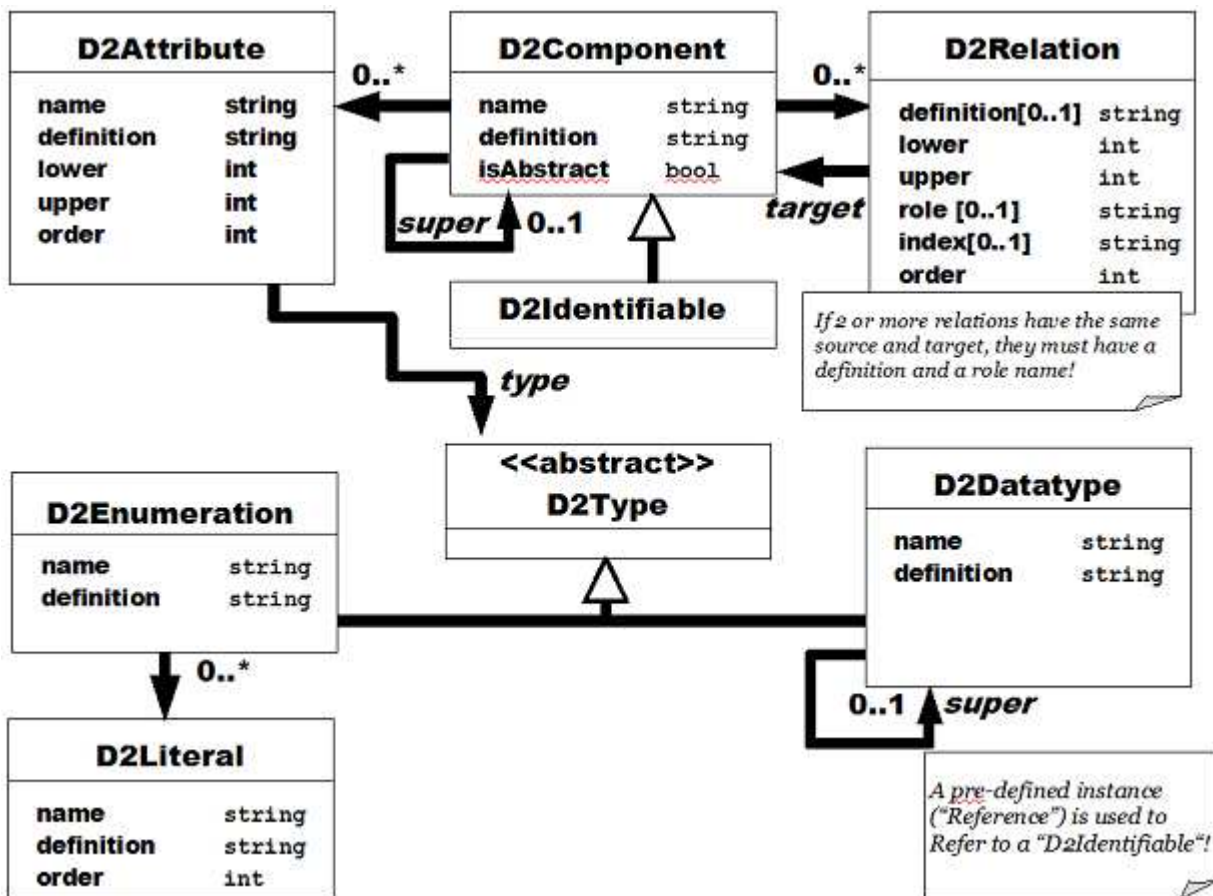 D2Attribute
name string
definition string
lower int
upper int
order int
0..*
D2Component
name string
definition string
isAbstract bool
super 0..1
0..*
target
D2Relation
definition[0..1] string
lower int
upper int
role [0..1] string
index[0..1] string
order int
D2Identifiable
If 2 or more relations have the same
source and target, they must have a
definition and a role name!
type
<<abstract>>
D2Type
D2Enumeration
name string
definition string
D2Datatype
name string
definition string
0..*
0..1 super
D2Literal
name string
definition string
order int
A pre-defined instance
(“Reference”) is used to
Refer to a “D2Identifiable“!